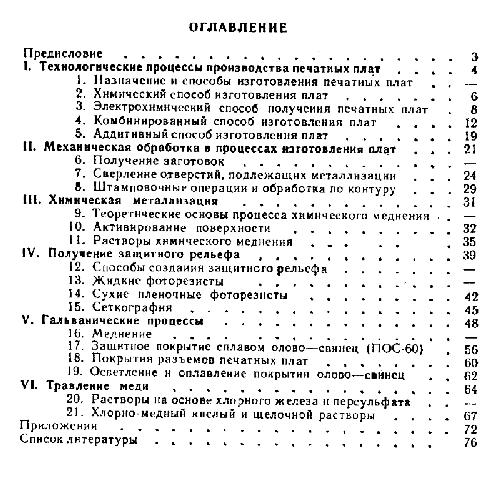 ОГЛАВЛЕНИЕ
Предисловие . . . . . . . . . . . . . . . . 3
I. Технологические процессы производства печатных плат . . . . 4
1. Назначение и способы изготовления печатных плат . . —
2. Химический способ изготовления плат . . . . . 6
3. Электрохимический способ получения печатных плат . 8
4. Комбинированный способ изготовления плат . . . . 12
5. Аддитивный способ изготовления плат . . . . . 19
II. Механическая обработка в процессах изготовления плат . . . 21
6. Получение заготовок . . . . . . . . . . —
7. Сверление отверстий, подлежащих металлизации . . . 24
8. Штамповочные операции и обработка по контуру . . . 29
III. Химическая металлизация . . . . . . . . . . 31
9. Теоретические основы процесса химического меднения . . —
10. Активирование поверхности . . . . . . . . 32
11. Растворы химического меднения . . . . . . . 35
IV. Получение защитного рельефа . . . . . . . . . 39
12. Способы создания защитного рельефа . . . . . . —
13. Жидкие фоторезисты . . . . . . . . . . —
14. Сухие пленочные фоторезисты . . . . . . . 42
15. Сеткография . . . . . . . . . . . . 45
V. Гальванические процессы . . . . . . . . . . 48
16. Меднение . . . . . . . . . . . . . —
17. Защитное покрытие сплавом олово—свинец (ПОС-60) . 56
18. Покрытия разъемов печатных плат . . . . . . 60
19. Осветление и оплавление покрытия олово—свинец . . 62
VI. Травление меди . . . . . . . . . . . . . 64
20. Растворы на основе хлорного железа и персульфата . . —
21. Хлорно-медный кислый и щелочной растворы . . . . 67
Приложения . . . . . . . . . . . . . . . . 72
Список литературы . . . . . . . . . . . . . . 76